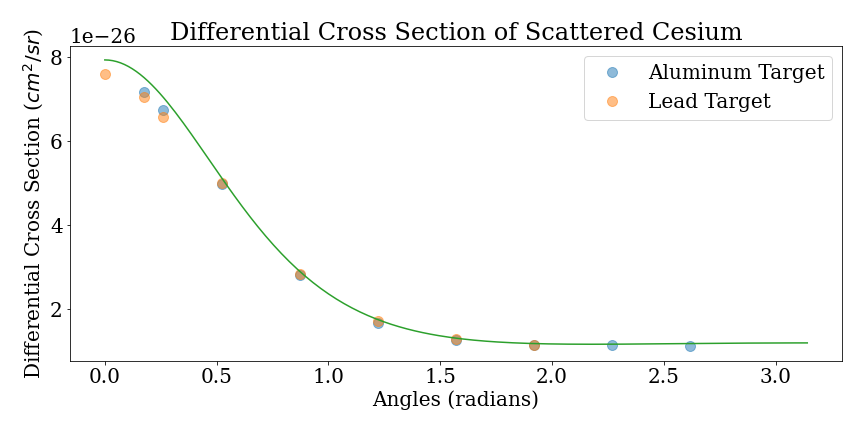 Differential Cross Section of Scattered Cesium
1e−26
Differential Cross Section (cm²/sr)
8
6
4
2
Aluminum Target
Lead Target
0.0 0.5 1.0 1.5 2.0 2.5 3.0
Angles (radians)